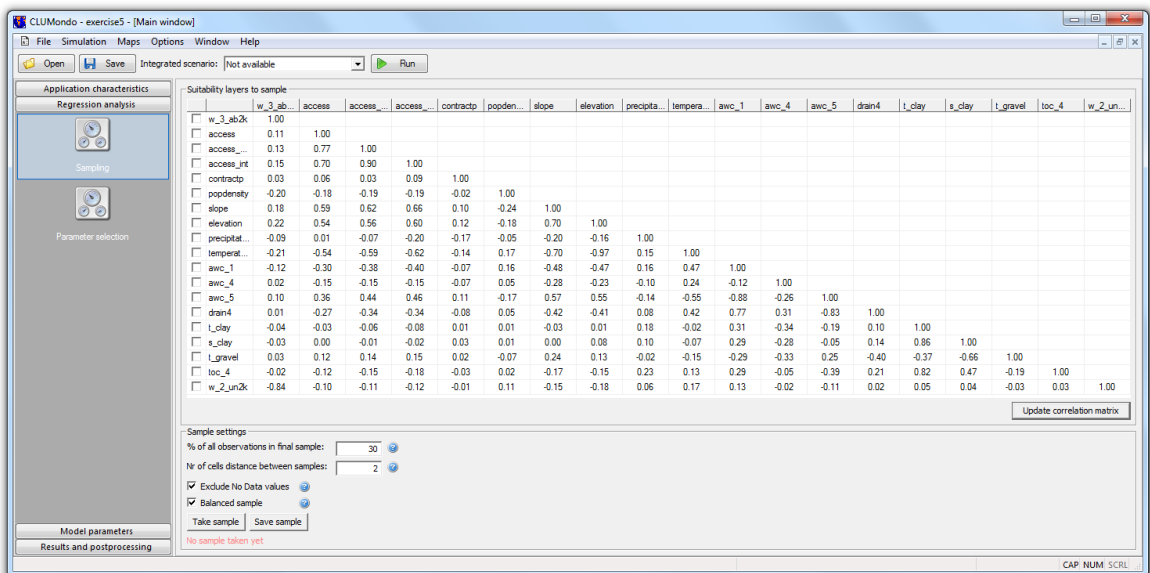 CLUMondo - exercise5 - [Main window]
File Simulation Maps Options Window Help
Open Save Integrated scenario: Not available Run
Application characteristics
Regression analysis
Sampling
Parameter selection
Model parameters
Results and postprocessing
Suitability layers to sample
w_3_ab... access access_... access_... contractp popden... slope elevation precipita... tempera... awc_1 awc_4 awc_5 drain4 t_clay s_clay t_gravel toc_4 w_2_un...
w_3_ab2k 1.00
access 0.11 1.00
access_... 0.13 0.77 1.00
access_int 0.15 0.70 0.90 1.00
contractp 0.03 0.06 0.03 0.09 1.00
popdensity -0.20 -0.18 -0.19 -0.19 -0.02 1.00
slope 0.18 0.59 0.62 0.66 0.10 -0.24 1.00
elevation 0.22 0.54 0.56 0.60 0.12 -0.18 0.70 1.00
precipitat... -0.09 0.01 -0.07 -0.20 -0.17 -0.05 -0.20 -0.16 1.00
temperat... -0.21 -0.54 -0.59 -0.62 -0.14 0.17 -0.70 -0.97 0.15 1.00
awc_1 -0.12 -0.30 -0.38 -0.40 -0.07 0.16 -0.48 -0.47 0.16 0.47 1.00
awc_4 0.02 -0.15 -0.15 -0.15 -0.07 0.05 -0.28 -0.23 -0.10 0.24 -0.12 1.00
awc_5 0.10 0.36 0.44 0.46 0.11 -0.17 0.57 0.55 -0.14 -0.55 -0.88 -0.26 1.00
drain4 0.01 -0.27 -0.34 -0.34 -0.08 0.05 -0.42 -0.41 0.08 0.42 0.77 0.31 -0.83 1.00
t_clay -0.04 -0.03 -0.06 -0.08 0.01 0.01 -0.03 0.01 0.18 -0.02 0.31 -0.34 -0.19 0.10 1.00
s_clay -0.03 0.00 -0.01 -0.02 0.03 0.01 0.00 0.08 0.10 -0.07 0.29 -0.28 -0.05 0.14 0.86 1.00
t_gravel 0.03 0.12 0.14 0.15 0.02 -0.07 0.24 0.13 -0.02 -0.15 -0.29 -0.33 0.25 -0.40 -0.37 -0.66 1.00
toc_4 -0.02 -0.12 -0.15 -0.18 -0.03 0.02 -0.17 -0.15 0.23 0.13 0.29 -0.05 -0.39 0.21 0.82 0.47 -0.19 1.00
w_2_un2k -0.84 -0.10 -0.11 -0.12 -0.01 0.11 -0.15 -0.18 0.06 0.17 0.13 -0.02 -0.11 0.02 0.05 0.04 -0.03 0.03 1.00
Update correlation matrix
Sample settings
% of all observations in final sample: 30
Nr of cells distance between samples: 2
Exclude No Data values
Balanced sample
Take sample Save sample
No sample taken yet
CAP NUM SCRL